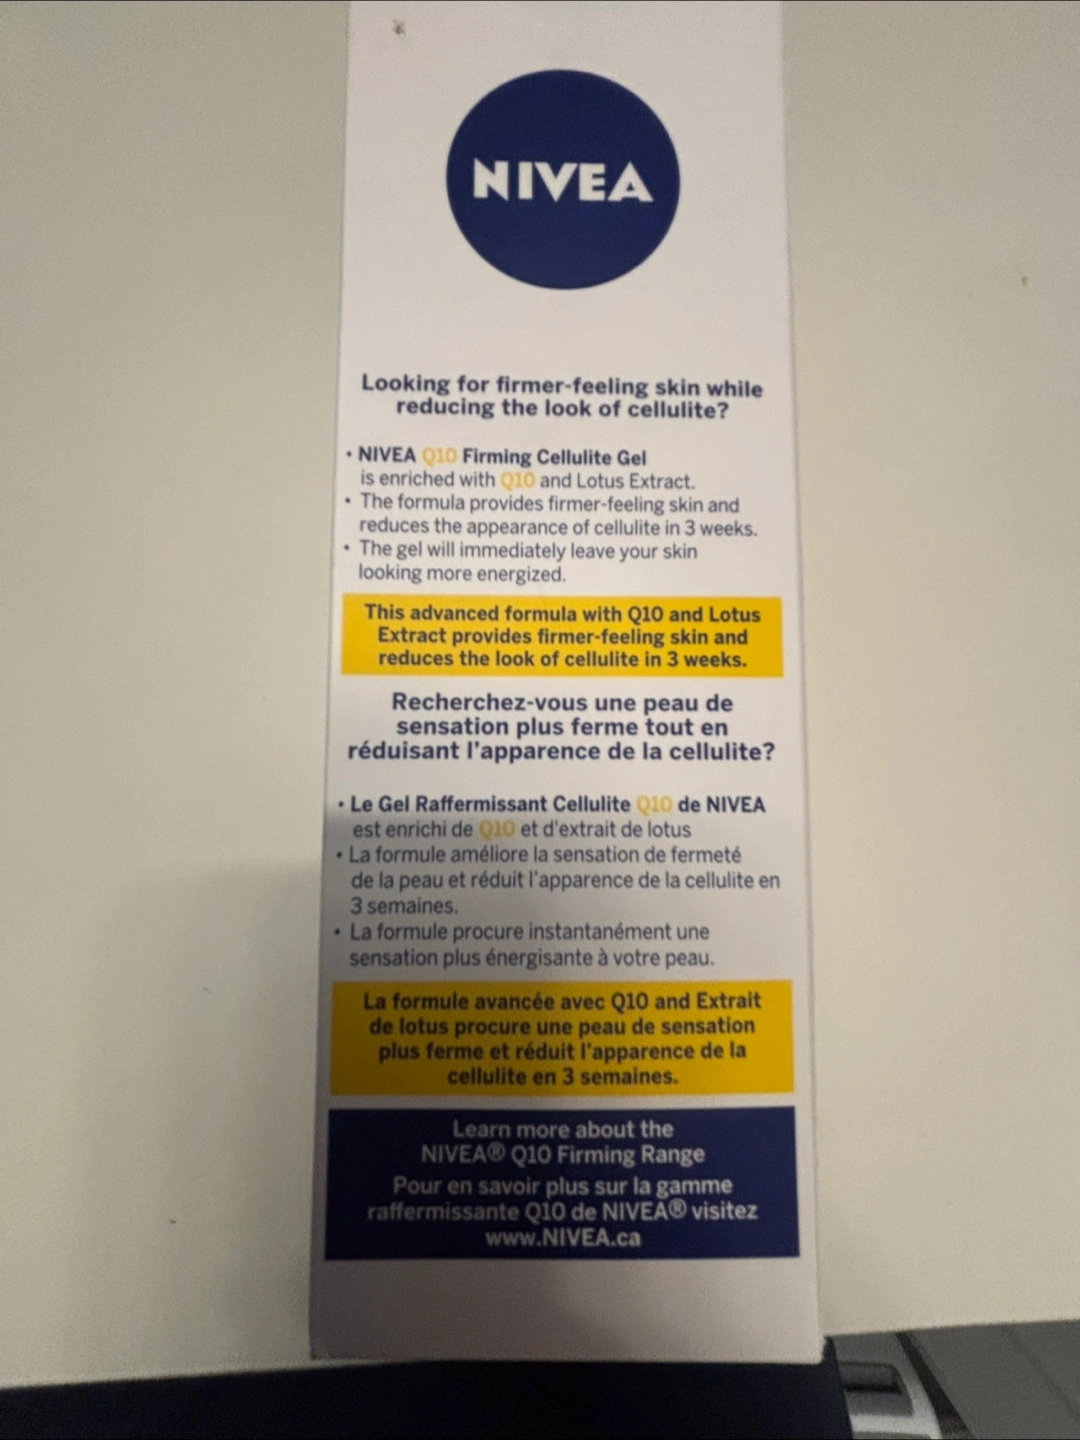 NIVEA
Looking for firmer-feeling skin while
reducing the look of cellulite?
• NIVEA Q10 Firming Cellulite Gel
is enriched with Q10 and Lotus Extract.
• The formula provides firmer-feeling skin and
reduces the appearance of cellulite in 3 weeks.
• The gel will immediately leave your skin
looking more energized.
This advanced formula with Q10 and Lotus
Extract provides firmer-feeling skin and
reduces the look of cellulite in 3 weeks.
Recherchez-vous une peau de
sensation plus ferme tout en
réduisant l'apparence de la cellulite?
• Le Gel Raffermissant Cellulite Q10 de NIVEA
est enrichi de Q10 et d'extrait de lotus
• La formule améliore la sensation de fermeté
de la peau et réduit l'apparence de la cellulite en
3 semaines.
• La formule procure instantanément une
sensation plus énergisante à votre peau.
La formule avancée avec Q10 and Extrait
de lotus procure une peau de sensation
plus ferme et réduit l'apparence de la
cellulite en 3 semaines.
Learn more about the
NIVEA® Q10 Firming Range
Pour en savoir plus sur la gamme
raffermissante Q10 de NIVEA® visitez
www.NIVEA.ca